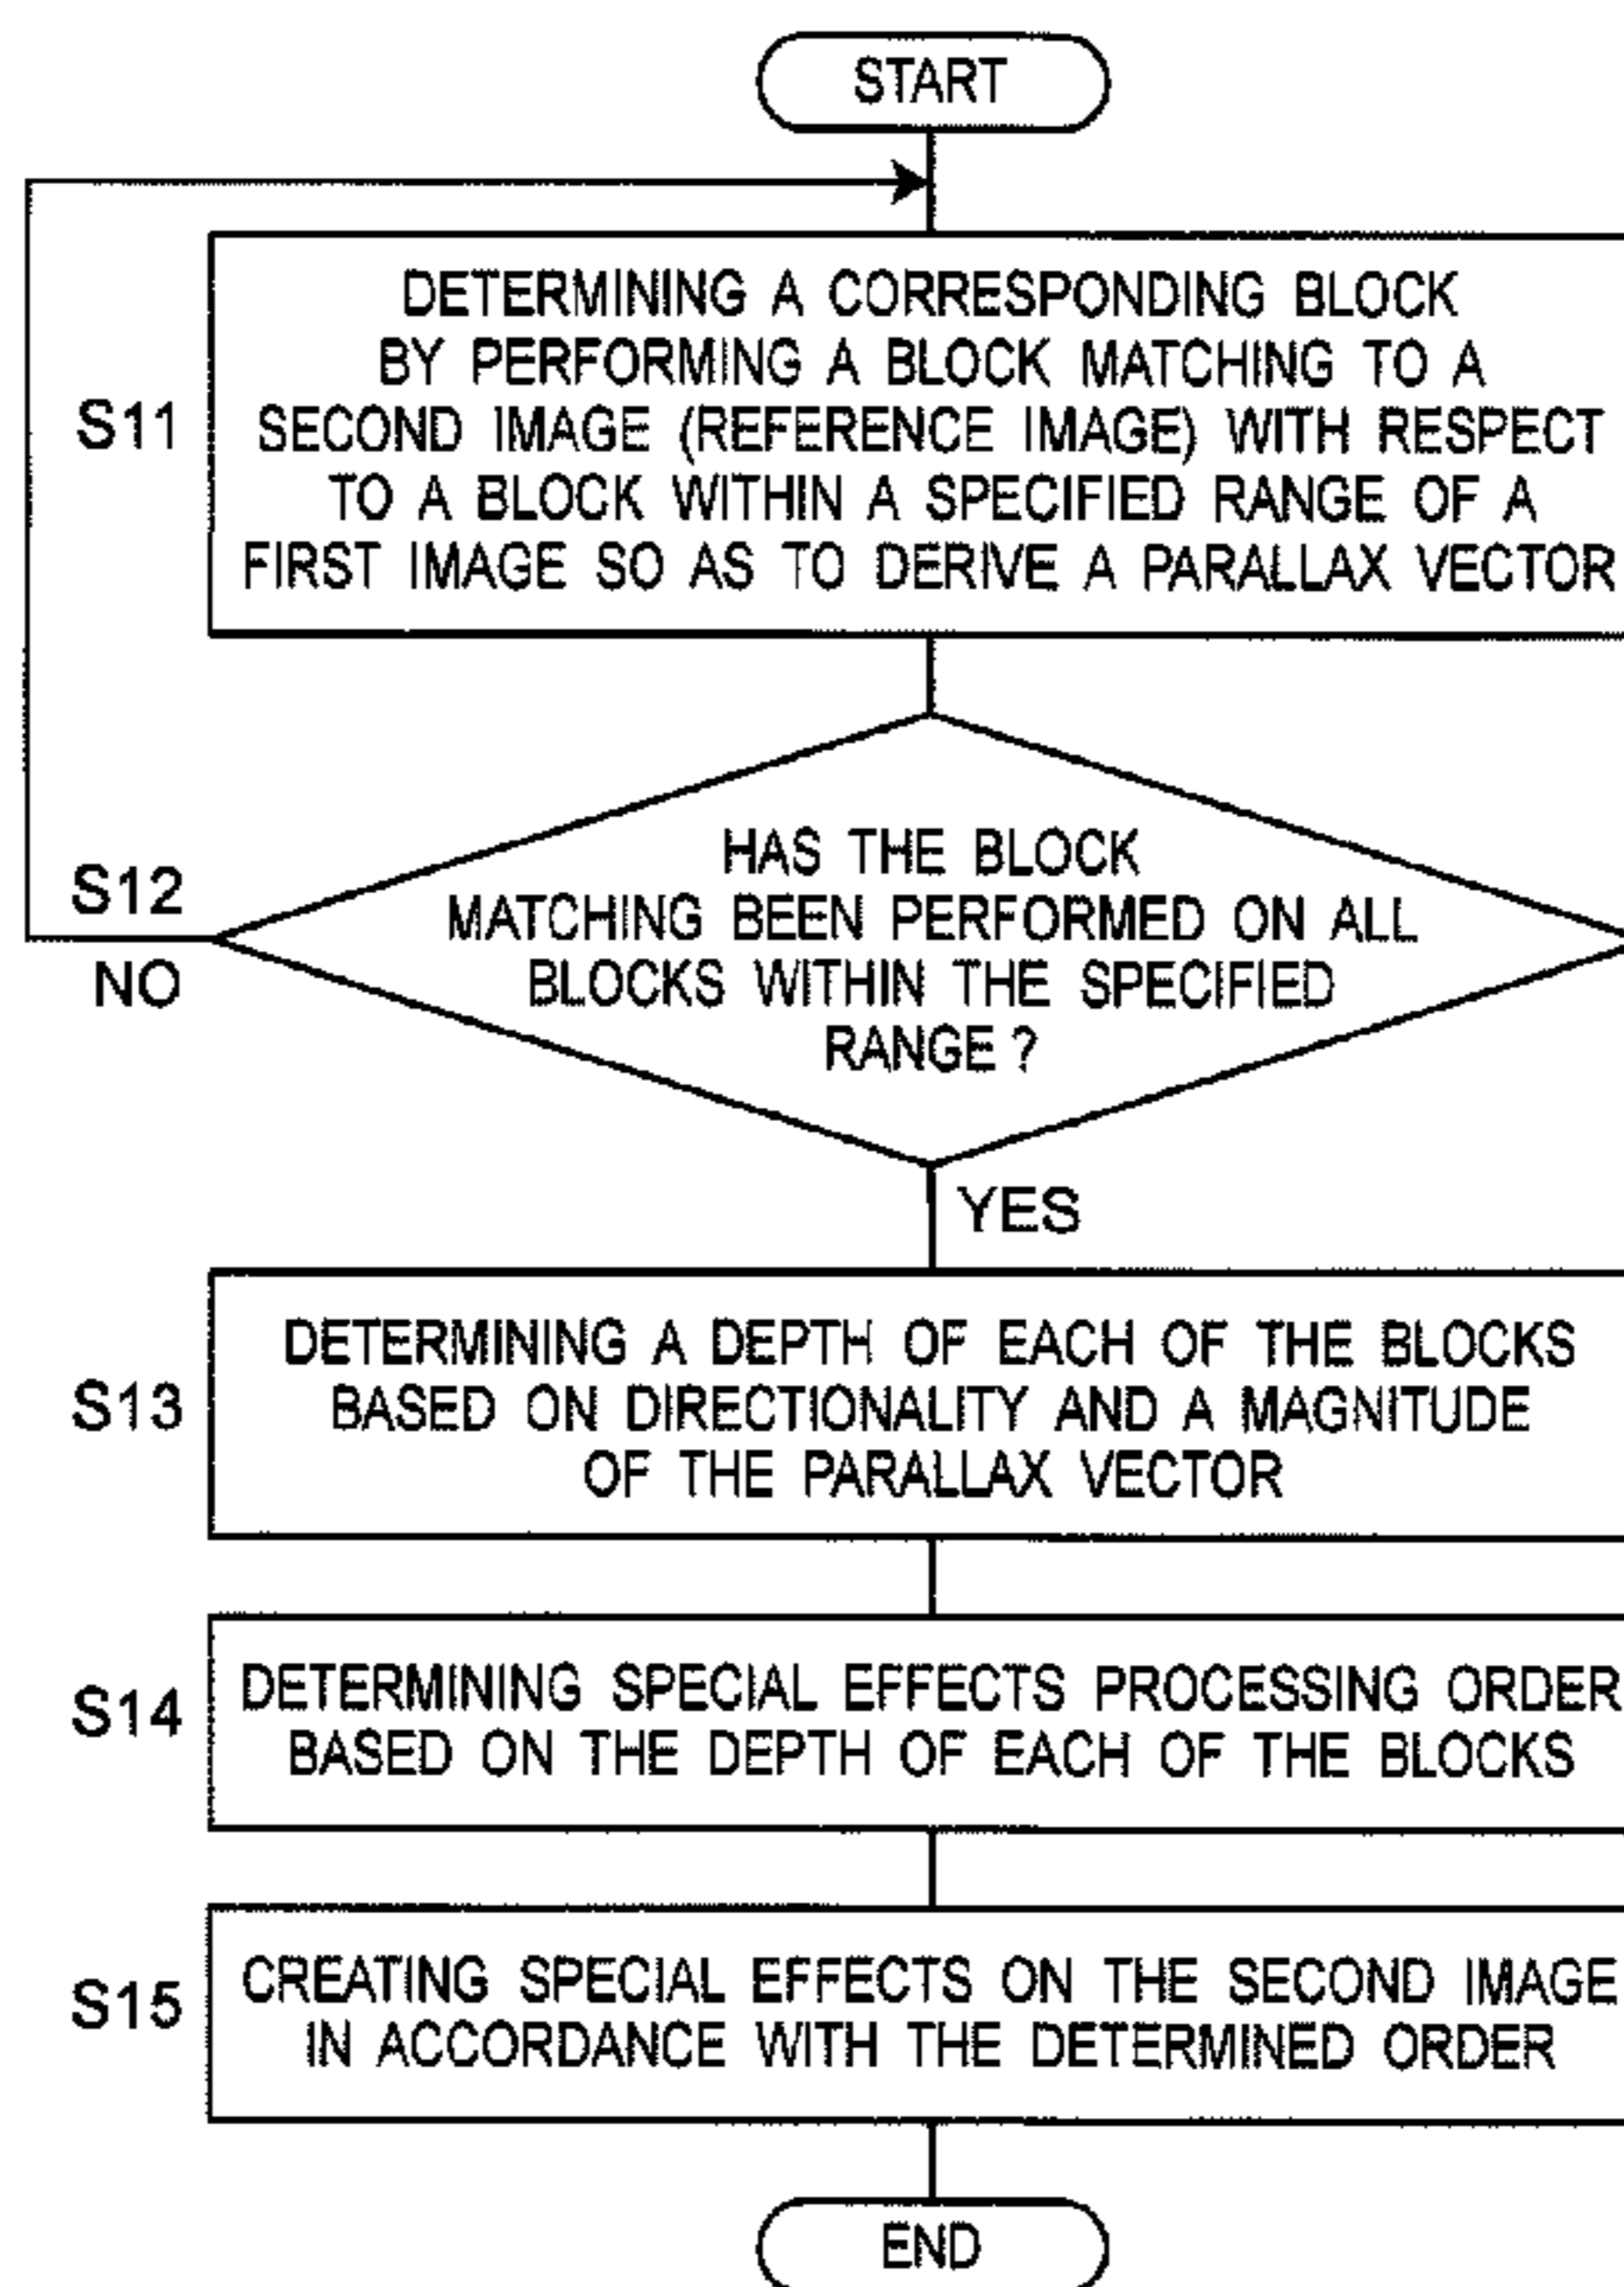 START
DETERMINING A CORRESPONDING BLOCK
BY PERFORMING A BLOCK MATCHING TO A
S11
SECOND IMAGE (REFERENCE IMAGE) WITH RESPECT
TO A BLOCK WITHIN A SPECIFIED RANGE OF A
FIRST IMAGE SO AS TO DERIVE A PARALLAX VECTOR
HAS THE BLOCK
S12
MATCHING BEEN PERFORMED ON ALL
BLOCKS WITHIN THE SPECIFIED
NO
RANGE ?
YES
DETERMINING A DEPTH OF EACH OF THE BLOCKS
S13
BASED ON DIRECTIONALITY AND A MAGNITUDE
OF THE PARALLAX VECTOR
S14
DETERMINING SPECIAL EFFECTS PROCESSING ORDER
BASED ON THE DEPTH OF EACH OF THE BLOCKS
S15
CREATING SPECIAL EFFECTS ON THE SECOND IMAGE
IN ACCORDANCE WITH THE DETERMINED ORDER
END